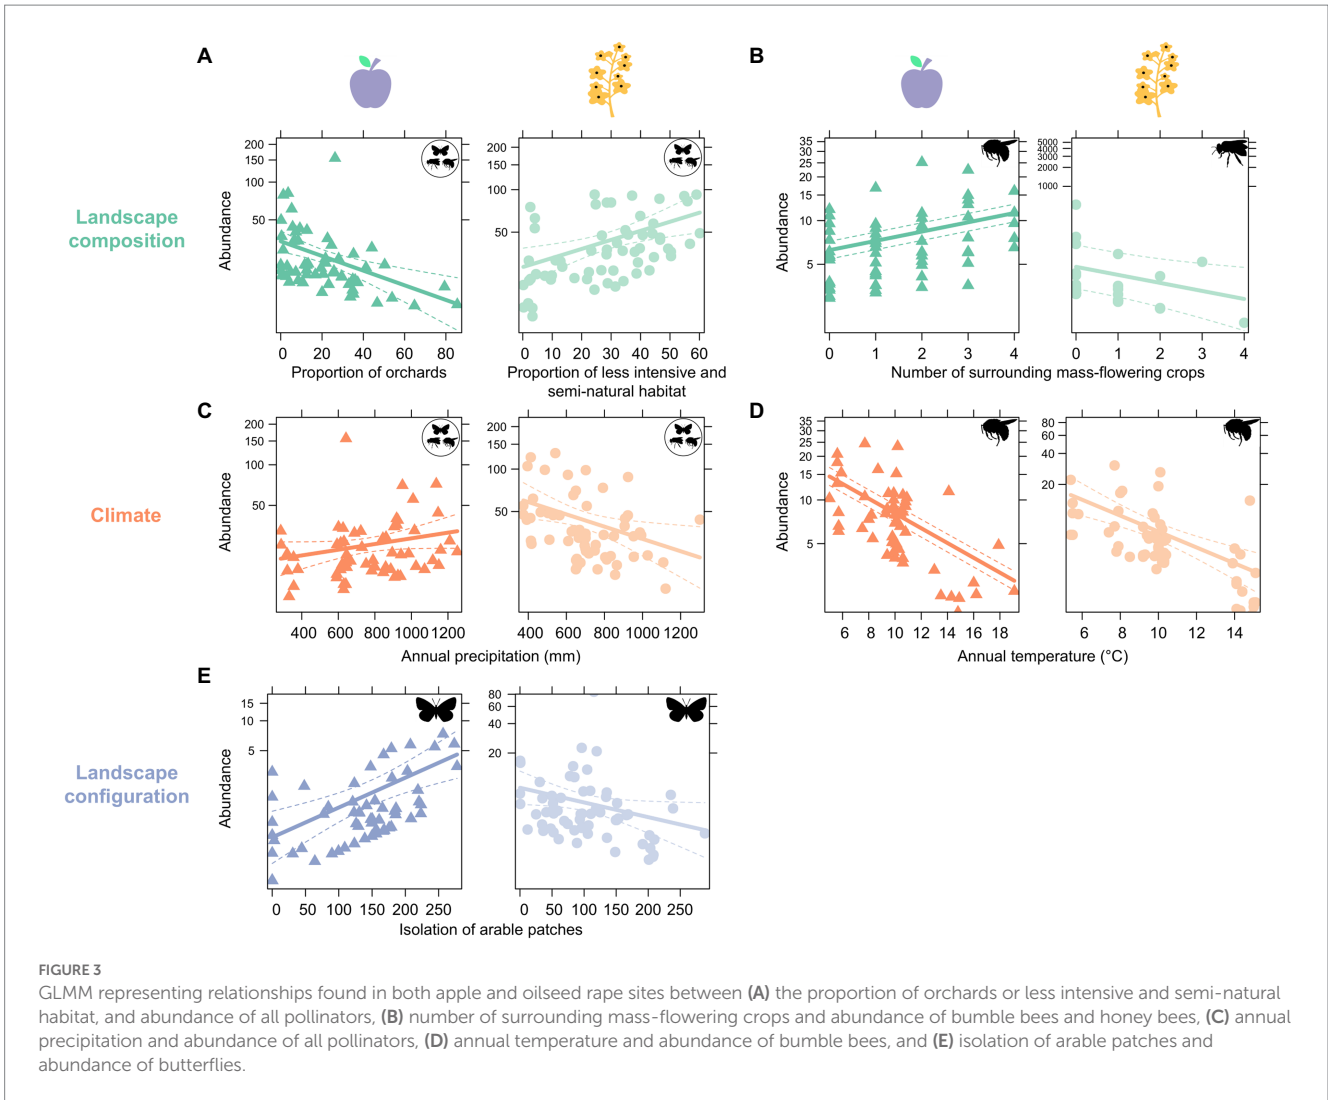 A
B
Landscape
composition
Abundance
200
150
100
50
0 20 40 60 80
Proportion of orchards
200
150
100
50
0 10 20 30 40 50 60
Proportion of less intensive and
semi-natural habitat
Abundance
35
30
25
20
15
10
5
0 1 2 3 4
5000
4000
3000
2000
1000
0 1 2 3 4
Number of surrounding mass-flowering crops
C
D
Climate
Abundance
200
150
100
50
400 600 800 1000 1200
200
150
100
50
400 600 800 1000 1200
Annual precipitation (mm)
Abundance
35
30
25
20
15
10
5
6 8 10 12 14 16 18
80
60
40
20
6 8 10 12 14
Annual temperature (°C)
E
Landscape
configuration
Abundance
15
10
5
0 50 100 150 200 250
80
60
40
20
0 50 100 150 200 250
Isolation of arable patches
FIGURE 3
GLMM representing relationships found in both apple and oilseed rape sites between (A) the proportion of orchards or less intensive and semi-natural
habitat, and abundance of all pollinators, (B) number of surrounding mass-flowering crops and abundance of bumble bees and honey bees, (C) annual
precipitation and abundance of all pollinators, (D) annual temperature and abundance of bumble bees, and (E) isolation of arable patches and
abundance of butterflies.